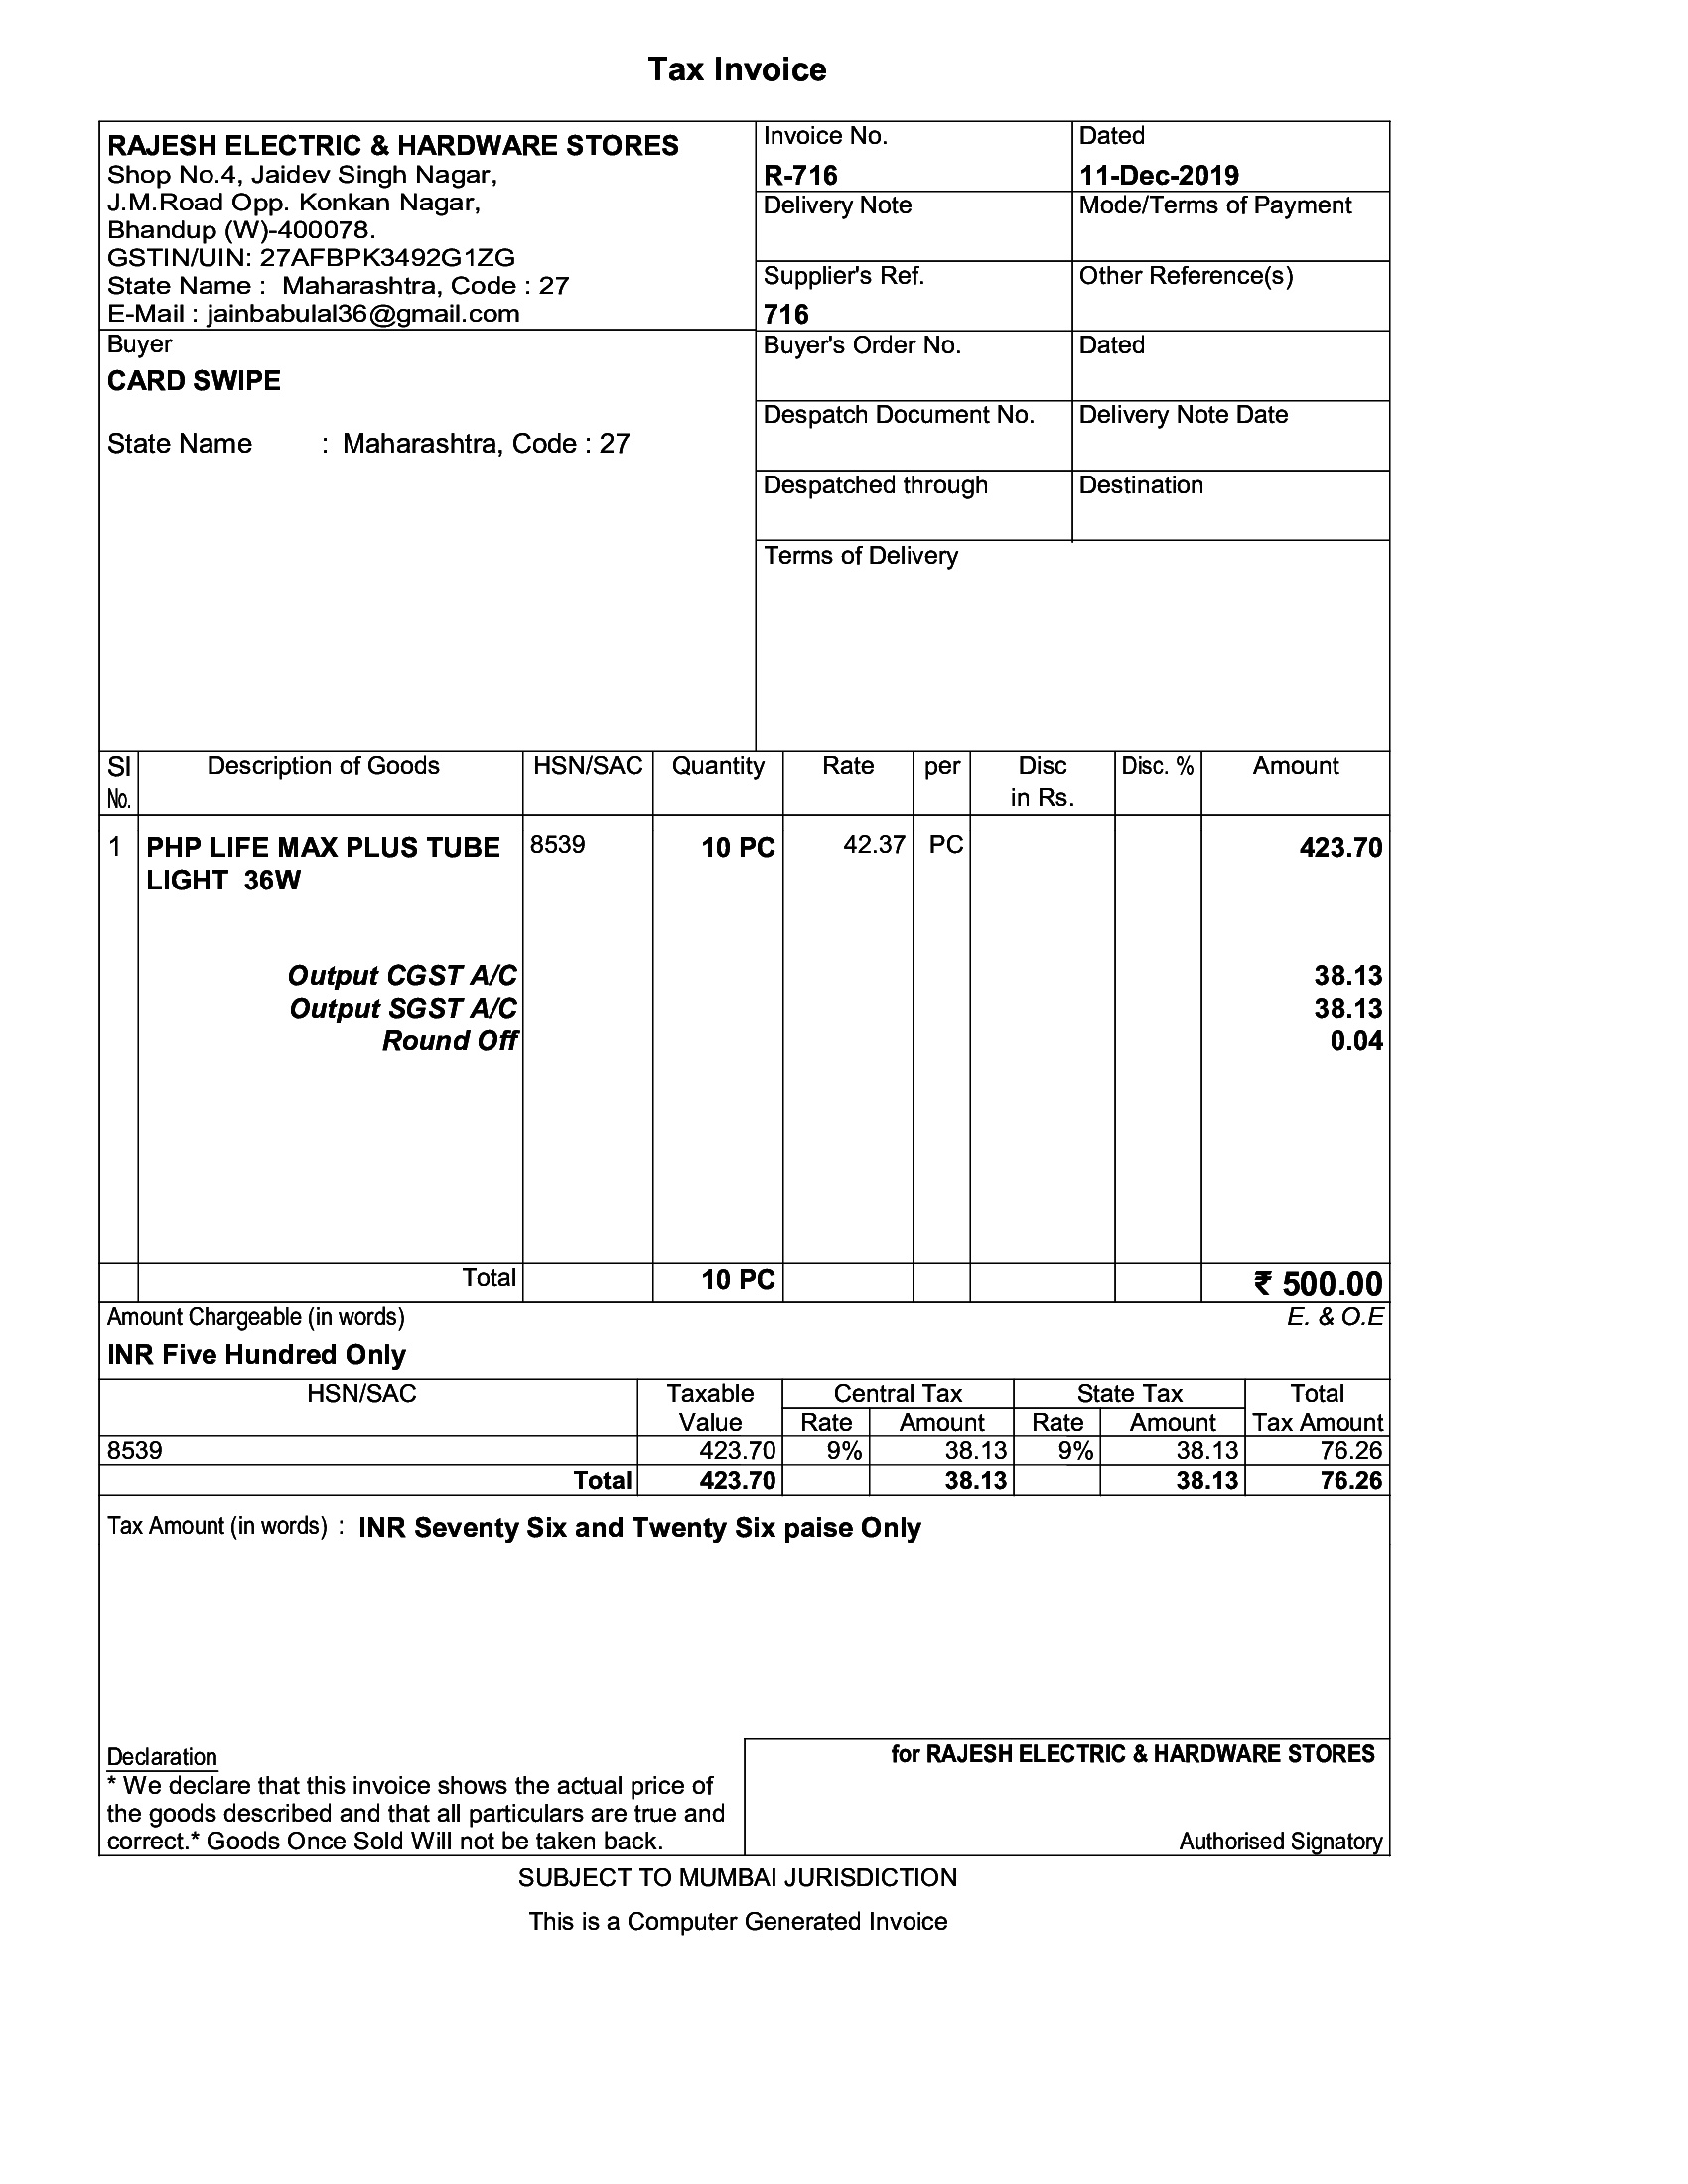 Tax Invoice
RAJESH ELECTRIC & HARDWARE STORES
Shop No.4, Jaidev Singh Nagar,
J.M.Road Opp. Konkan Nagar,
Bhandup (W)-400078.
GSTIN/UIN: 27AFBPK3492G1ZG
State Name : Maharashtra, Code : 27
E-Mail : jainbabulal36@gmail.com
Invoice No. Dated
R-716 11-Dec-2019
Delivery Note Mode/Terms of Payment
Supplier's Ref. Other Reference(s)
716
Buyer
CARD SWIPE
State Name : Maharashtra, Code : 27
Buyer's Order No. Dated
Despatch Document No. Delivery Note Date
Despatched through Destination
Terms of Delivery
SI Description of Goods HSN/SAC Quantity Rate per Disc Disc. % Amount
No. in Rs.
1 PHP LIFE MAX PLUS TUBE 8539 10 PC 42.37 PC 423.70
LIGHT 36W
Output CGST A/C 38.13
Output SGST A/C 38.13
Round Off 0.04
Total 10 PC ₹ 500.00
Amount Chargeable (in words) E. & O.E
INR Five Hundred Only
HSN/SAC Taxable Central Tax State Tax Total
Value Rate Amount Rate Amount Tax Amount
8539 423.70 9% 38.13 9% 38.13 76.26
Total 423.70 38.13 38.13 76.26
Tax Amount (in words) : INR Seventy Six and Twenty Six paise Only
Declaration
* We declare that this invoice shows the actual price of
the goods described and that all particulars are true and
correct.* Goods Once Sold Will not be taken back.
for RAJESH ELECTRIC & HARDWARE STORES
Authorised Signatory
SUBJECT TO MUMBAI JURISDICTION
This is a Computer Generated Invoice